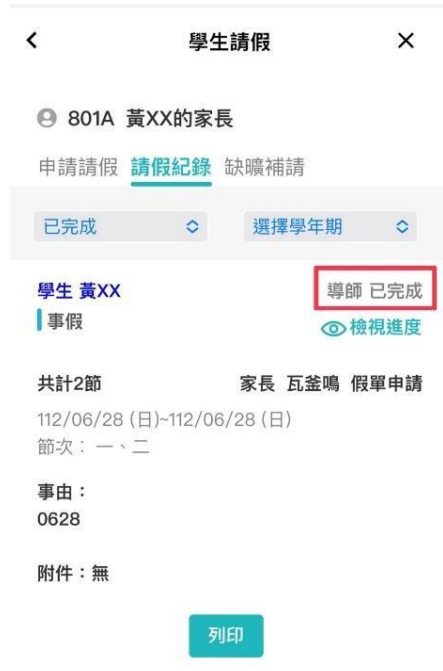 學生請假
801A 黃XX的家長
申請請假 請假紀錄 缺曠補請
已完成 選擇學年期
學生 黃XX 導師 已完成
事假 檢視進度
共計2節 家長 瓦釜鳴 假單申請
112/06/28 (日)~112/06/28 (日)
節次： 一、二
事由：
0628
附件：無
列印